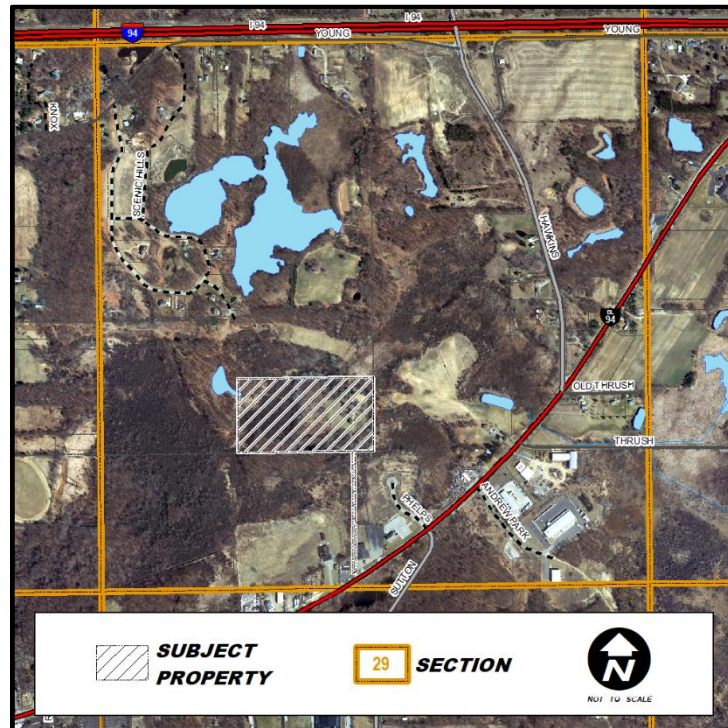 I 94
I 94
94
YOUNG
YOUNG
KNOX
SCENIC HILLS
HAWKINS
BL
94
OLD THRUSH
THRUSH
PHELPS
ANDREW PARK
SUTTON
SUBJECT
PROPERTY
29
SECTION
N
NOT TO SCALE